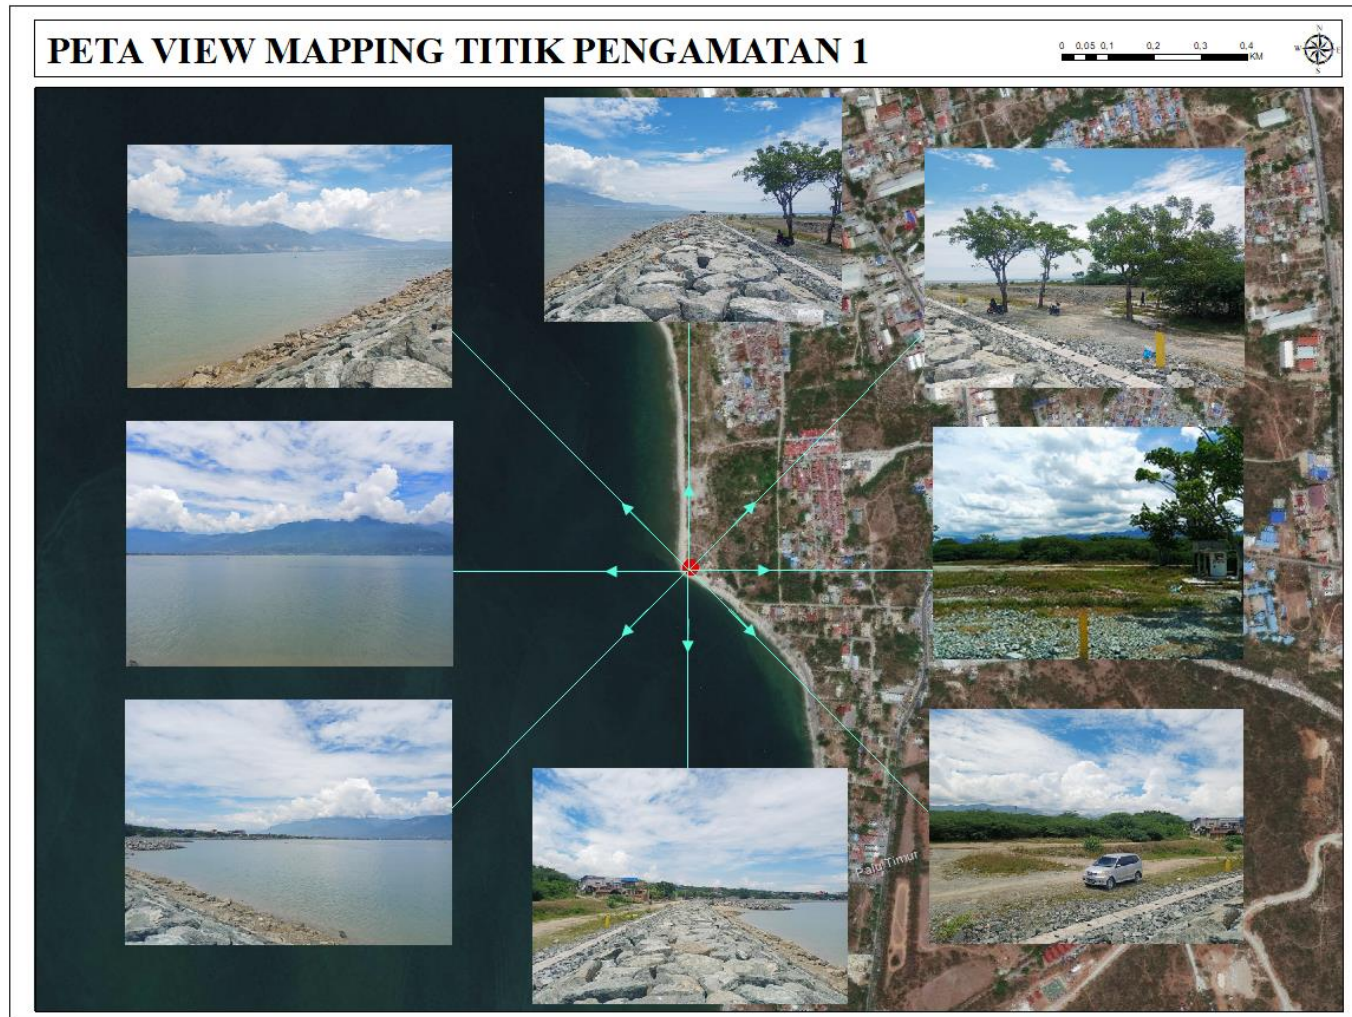 PETA VIEW MAPPING TITIK PENGAMATAN 1
0 0,05 0,1 0,2 0,3 0,4
KM
N
W E
S
Palu Timur